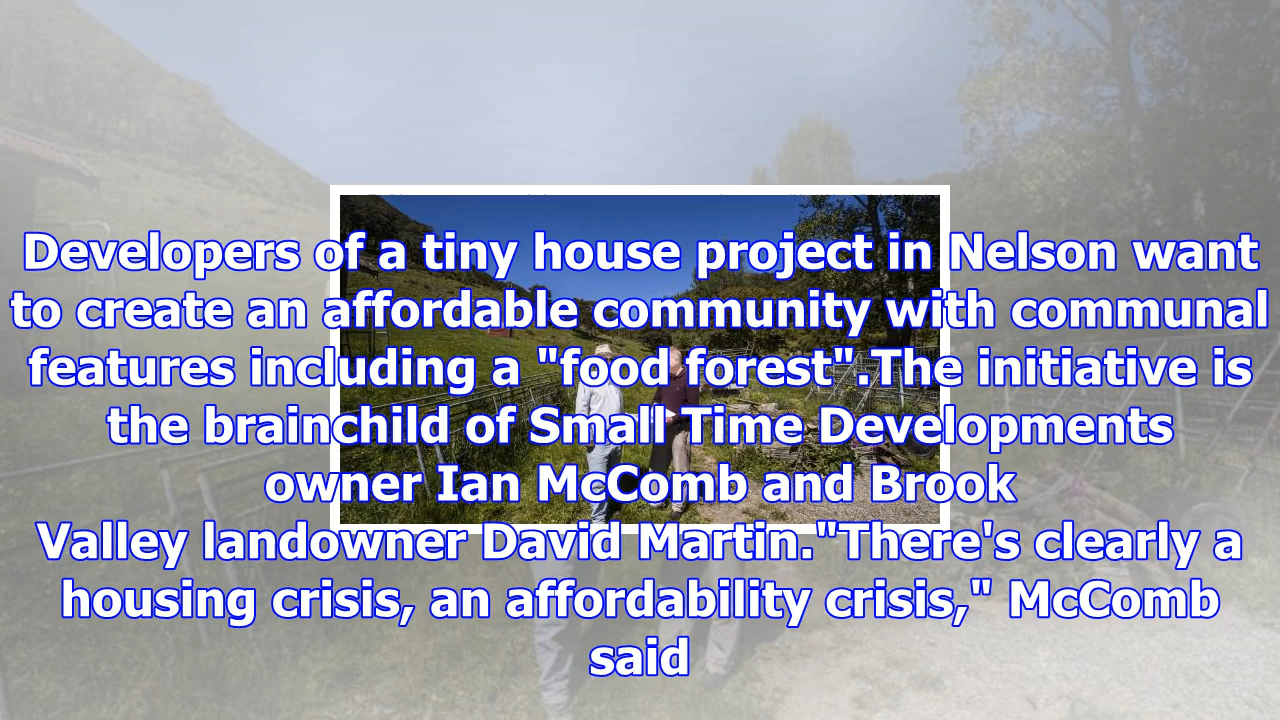 Developers of a tiny house project in Nelson want
to create an affordable community with communal
features including a "food forest".The initiative is
the brainchild of Small Time Developments
owner Ian McComb and Brook
Valley landowner David Martin."There's clearly a
housing crisis, an affordability crisis," McComb
said